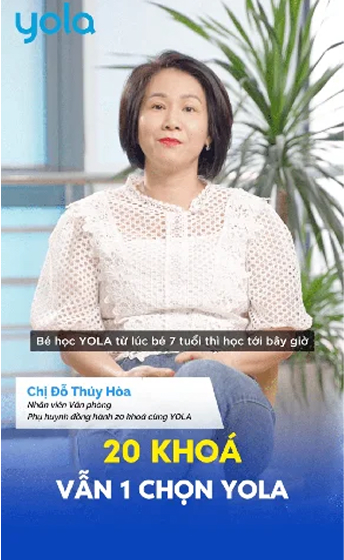 yola
Bé học YOLA từ lúc bé 7 tuổi thì học tới bây giờ
Chị Đỗ Thúy Hòa
Nhân viên Văn phòng
Phụ huynh đồng hành 20 khoá cùng YOLA
20 KHOÁ
VẪN 1 CHỌN YOLA